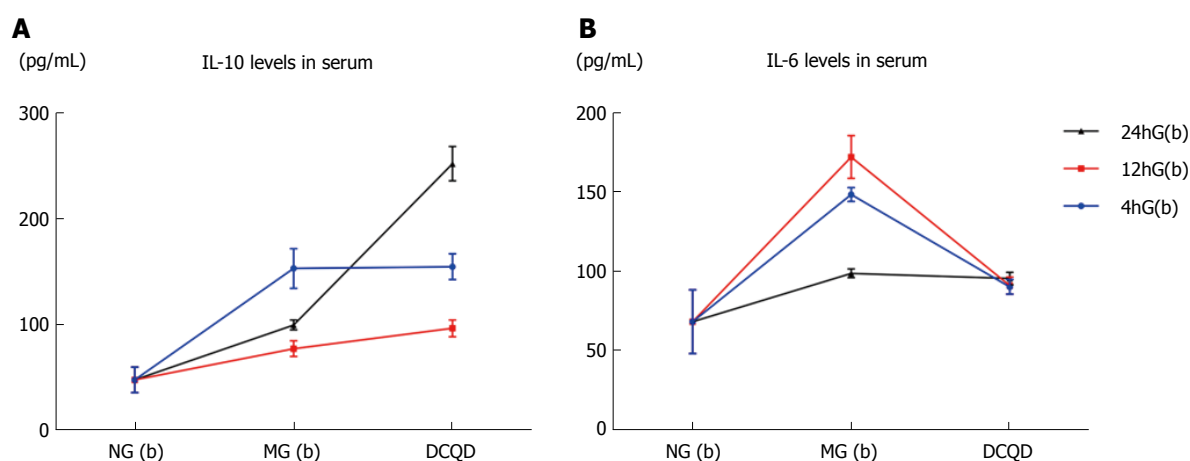 A
(pg/mL)
IL-10 levels in serum
300
200
100
0
NG (b)
MG (b)
DCQD
B
(pg/mL)
IL-6 levels in serum
200
150
100
50
0
NG (b)
MG (b)
DCQD
24hG(b)
12hG(b)
4hG(b)